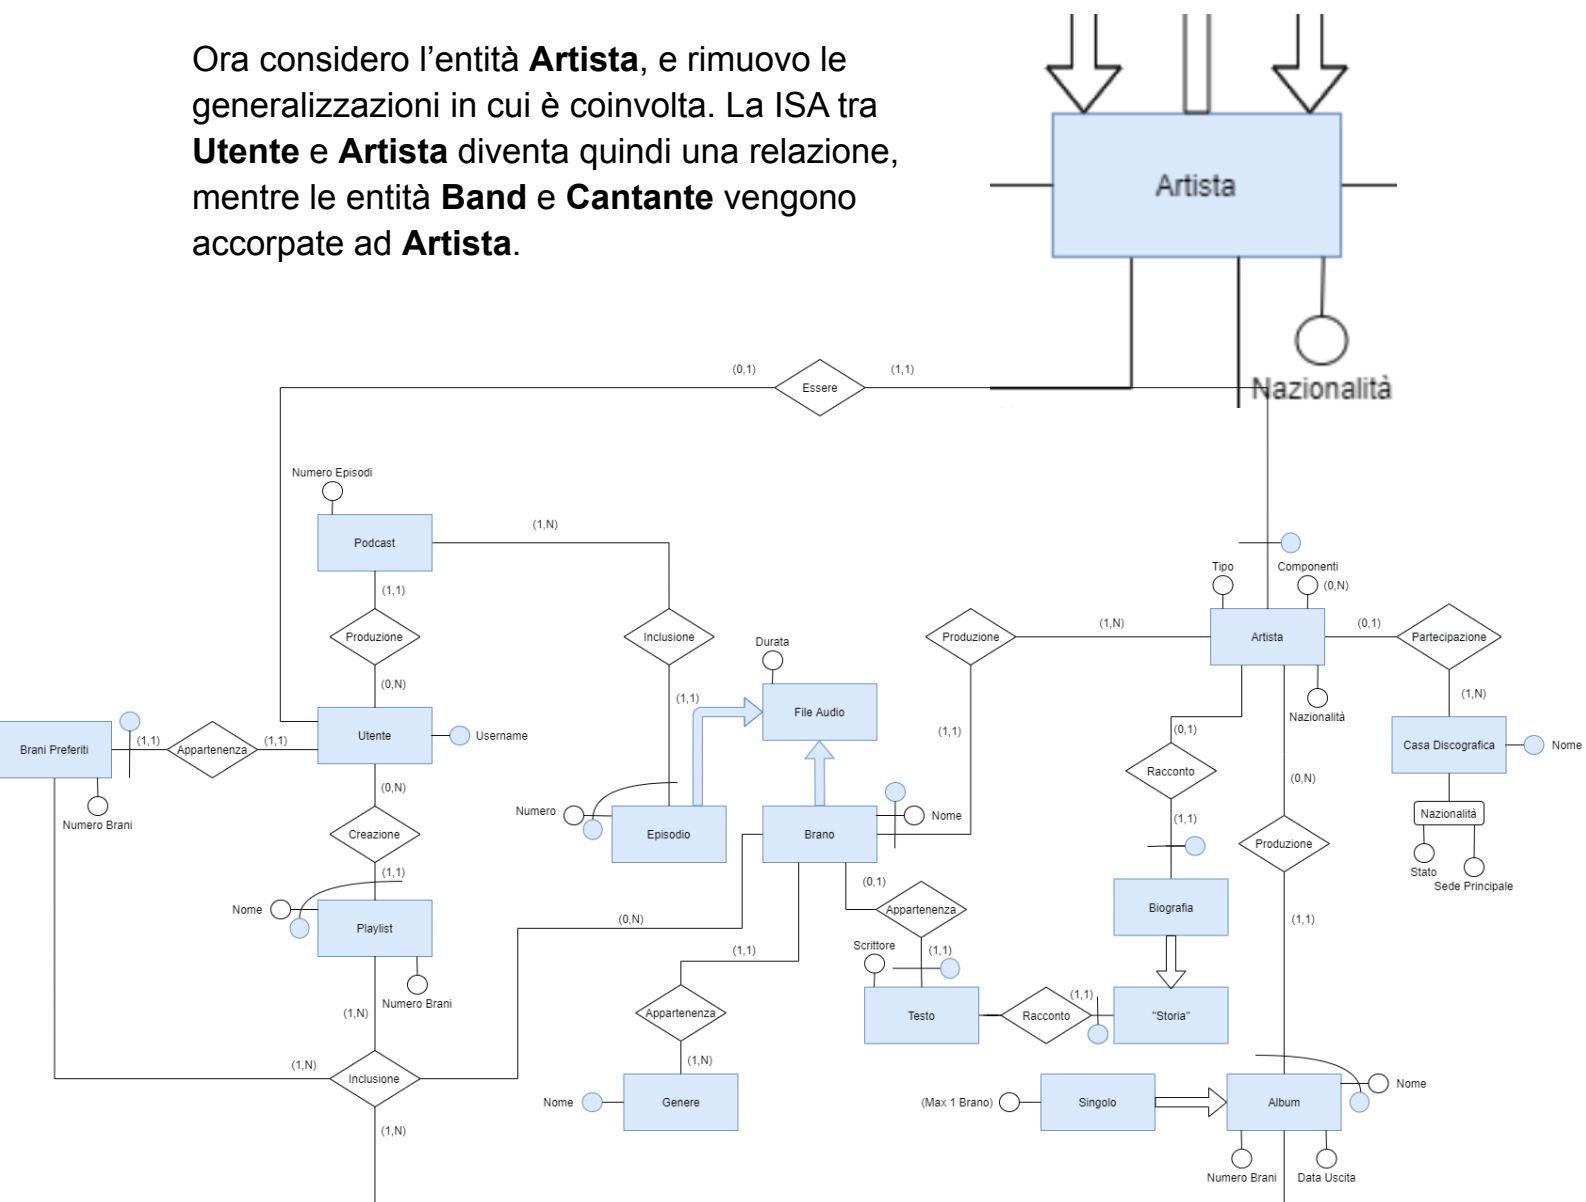 Ora considero l'entità Artista, e rimuovo le
generalizzazioni in cui è coinvolta. La ISA tra
Utente e Artista diventa quindi una relazione,
mentre le entità Band e Cantante vengono
accorpate ad Artista.
Artista
Nazionalità
(0,1)
Essere
(1,1)
Numero Episodi
Podcast
(1,N)
(1,1)
Produzione
(0,N)
Inclusione
(1,1)
Durata
File Audio
Produzione
(1,N)
(1,1)
Tipo
Componenti
(0,N)
Artista
(0,1)
Partecipazione
(1,N)
Nazionalità
Casa Discografica
Nome
Nazionalità
Stato
Sede Principale
Brani Preferiti
(1,1)
Appartenenza
(1,1)
Utente
Username
Numero Brani
(0,N)
Creazione
(1,1)
Nome
Playlist
Numero Brani
Numero
Episodio
Brano
Nome
(0,1)
Racconto
(1,1)
Biografia
(0,N)
Produzione
(1,1)
(0,N)
(1,1)
(0,1)
Appartenenza
(1,1)
Scrittore
Testo
Racconto
(1,1)
"Storia"
(1,N)
(1,N)
Inclusione
(1,N)
Appartenenza
(1,N)
Nome
Genere
(Max 1 Brano)
Singolo
Album
Nome
Numero Brani
Data Uscita